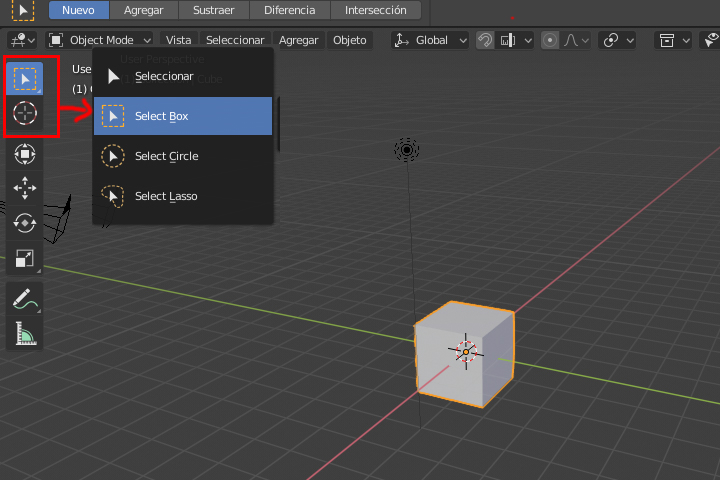 Nuevo Agregar Sustraer Diferencia Intersección
Object Mode Vista Seleccionar Agregar Objeto Global
User Perspective
Use
(1) Cube
Seleccionar
Select Box
Select Circle
Select Lasso